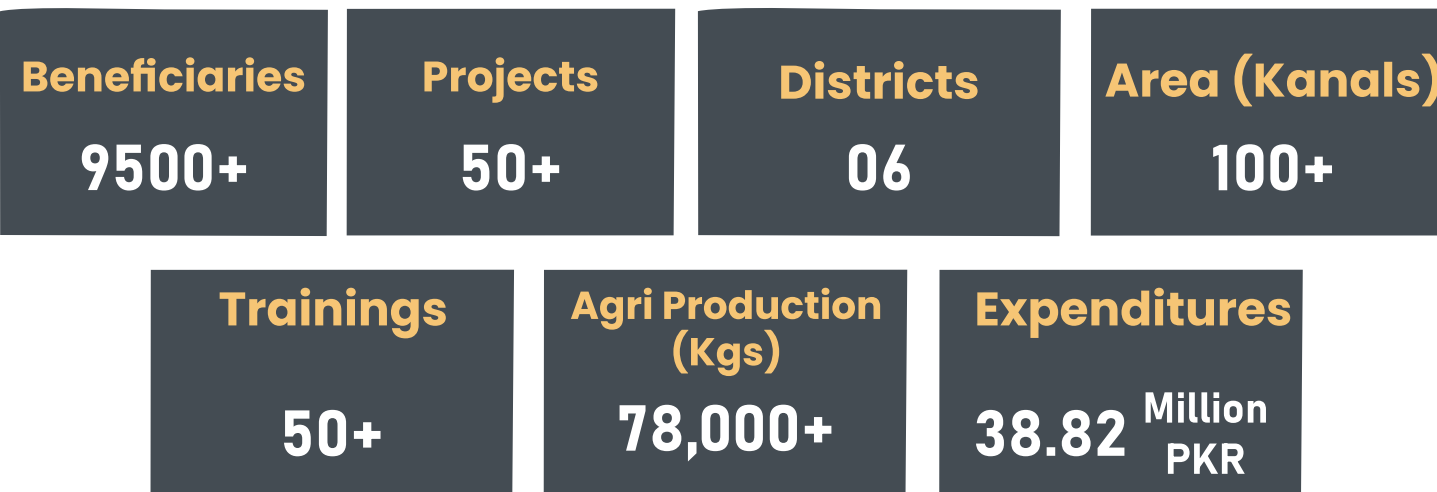 Beneficiaries
9500+
Projects
50+
Districts
06
Area (Kanals)
100+
Trainings
50+
Agri Production
(Kgs)
78,000+
Expenditures
38.82 Million
PKR